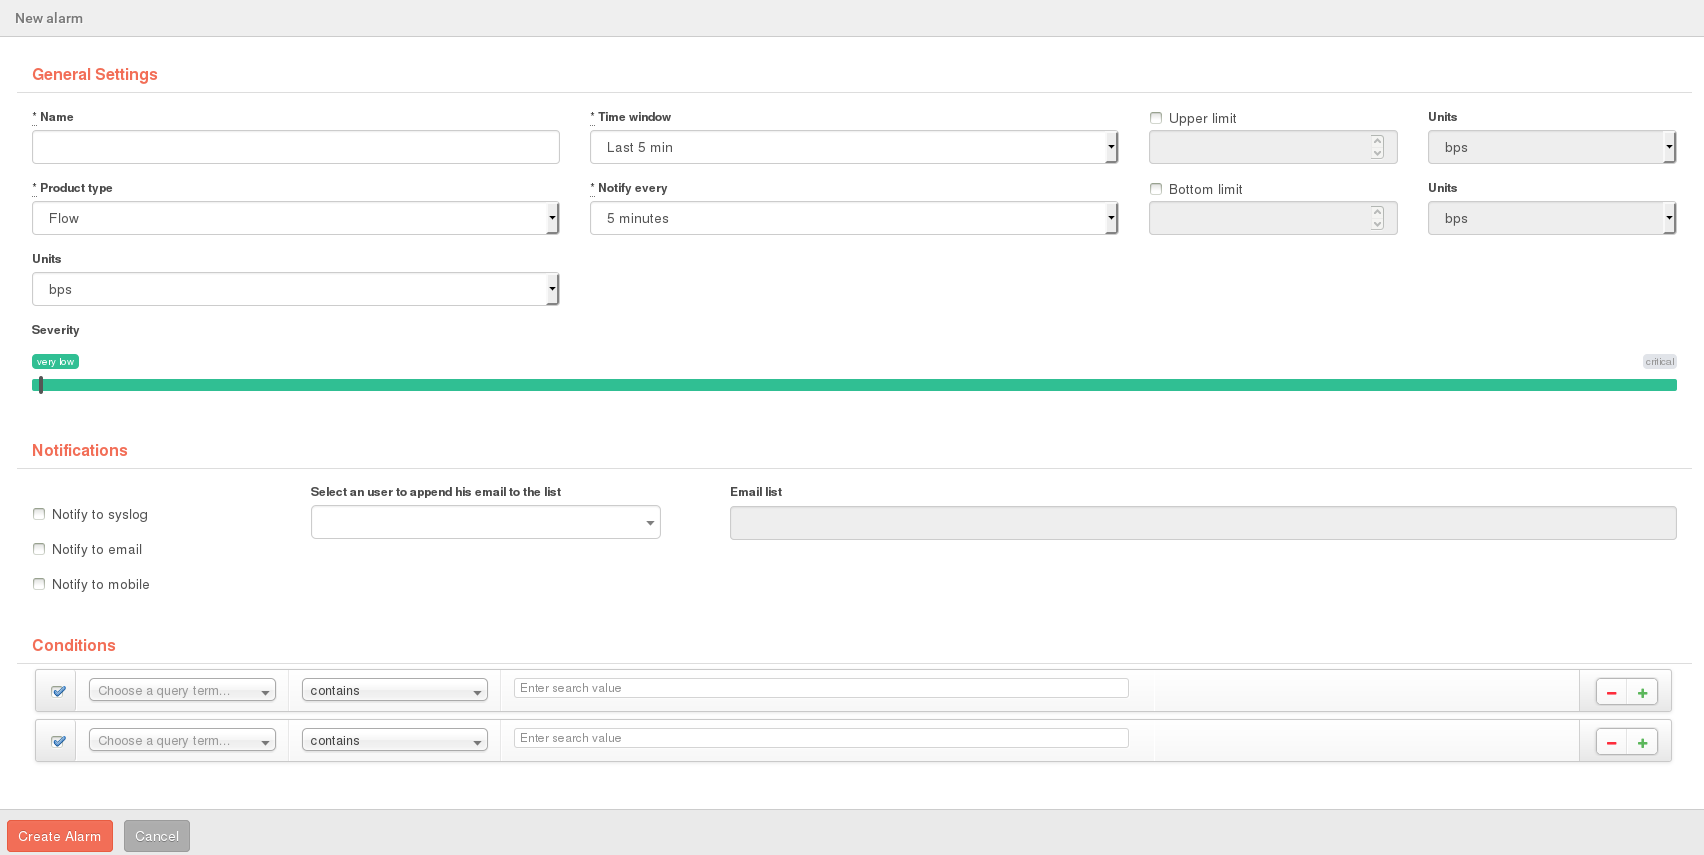 New alarm
General Settings
* Name
* Time window
Upper limit
Units
Last 5 min
bps
* Product type
* Notify every
Bottom limit
Units
Flow
5 minutes
bps
Units
bps
Severity
very low
critical
Notifications
Select an user to append his email to the list
Email list
Notify to syslog
Notify to email
Notify to mobile
Conditions
Choose a query term...
contains
Enter search value
Choose a query term...
contains
Enter search value
Create Alarm
Cancel